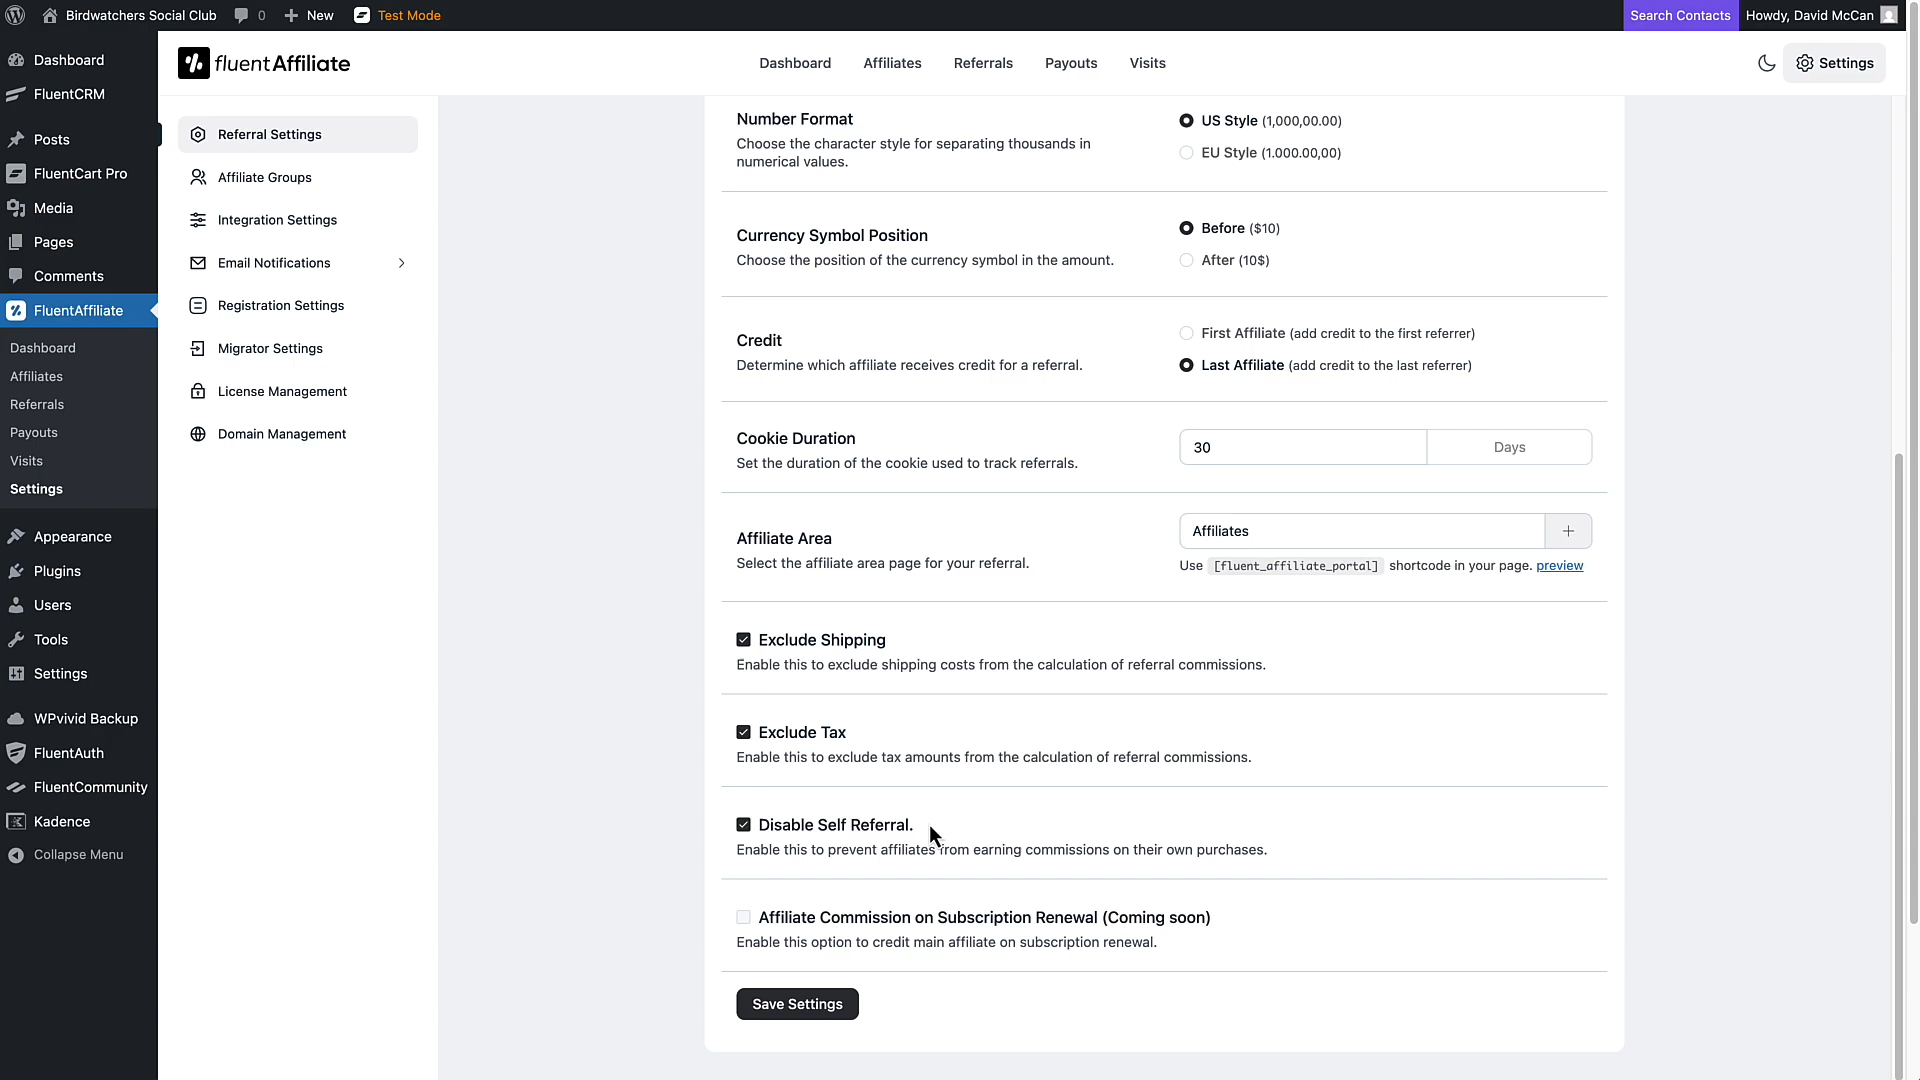 Birdwatchers Social Club 0 New Test Mode Search Contacts Howdy, David McCan
fluentAffiliate Dashboard Affiliates Referrals Payouts Visits Settings
Dashboard
FluentCRM
Posts
FluentCart Pro
Media
Pages
Comments
FluentAffiliate
Dashboard
Affiliates
Referrals
Payouts
Visits
Settings
Appearance
Plugins
Users
Tools
Settings
WPvivid Backup
FluentAuth
FluentCommunity
Kadence
Collapse Menu
Referral Settings
Affiliate Groups
Integration Settings
Email Notifications
Registration Settings
Migrator Settings
License Management
Domain Management
Number Format
Choose the character style for separating thousands in
numerical values.
US Style (1,000,00.00)
EU Style (1.000.00,00)
Currency Symbol Position
Choose the position of the currency symbol in the amount.
Before ($10)
After (10$)
Credit
Determine which affiliate receives credit for a referral.
First Affiliate (add credit to the first referrer)
Last Affiliate (add credit to the last referrer)
Cookie Duration
Set the duration of the cookie used to track referrals.
30 Days
Affiliate Area
Select the affiliate area page for your referral.
Affiliates +
Use [fluent_affiliate_portal] shortcode in your page. preview
Exclude Shipping
Enable this to exclude shipping costs from the calculation of referral commissions.
Exclude Tax
Enable this to exclude tax amounts from the calculation of referral commissions.
Disable Self Referral.
Enable this to prevent affiliates from earning commissions on their own purchases.
Affiliate Commission on Subscription Renewal (Coming soon)
Enable this option to credit main affiliate on subscription renewal.
Save Settings